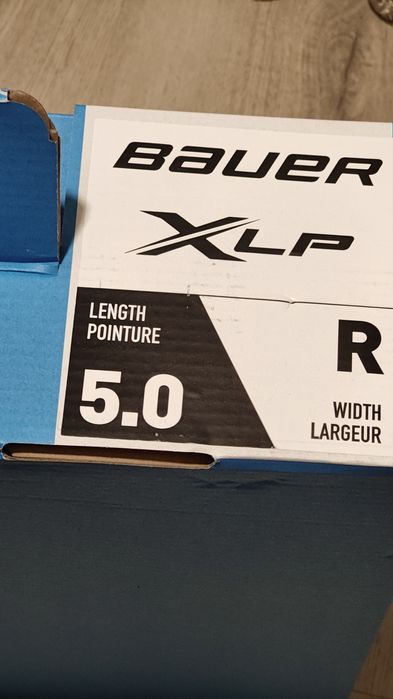 BAUER
XLP
LENGTH
POINTURE
5.0
R
WIDTH
LARGEUR